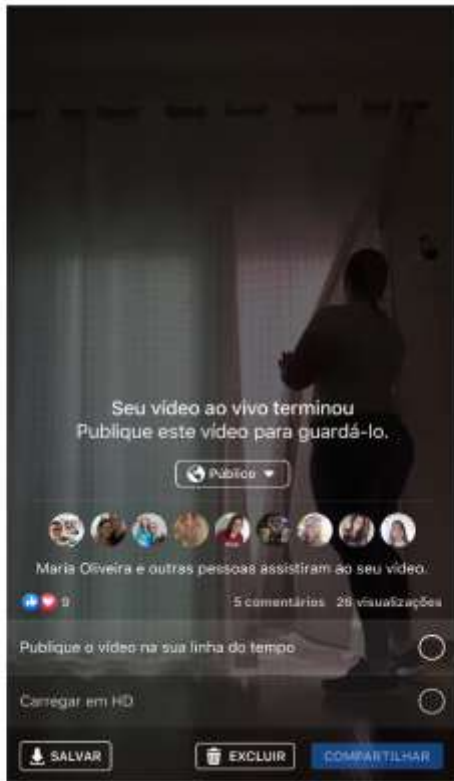 Seu vídeo ao vivo terminou
Publique este vídeo para guardá-lo.
Público
Maria Oliveira e outras pessoas assistiram ao seu vídeo.
9 5 comentários 26 visualizações
Publique o vídeo na sua linha do tempo
Carregar em HD
SALVAR EXCLUIR COMPARTILHAR